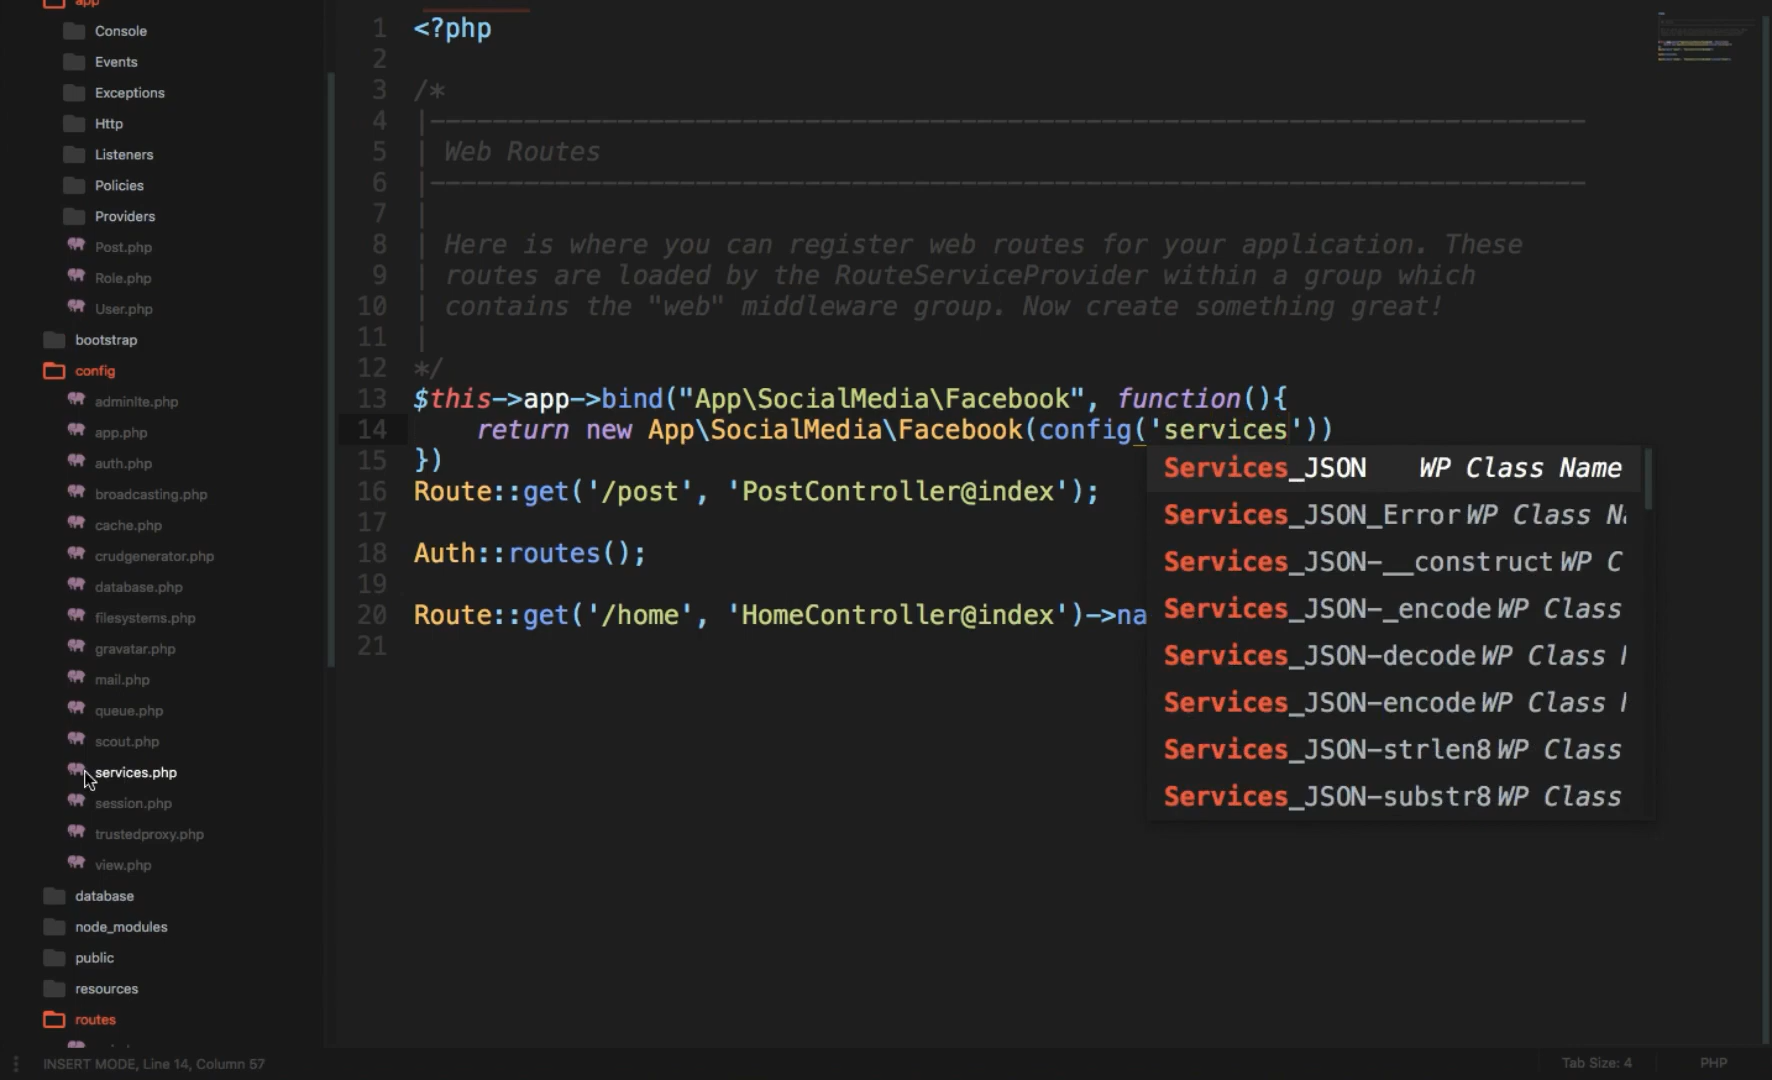 app
Console
Events
Exceptions
Http
Listeners
Policies
Providers
Post.php
Role.php
User.php
bootstrap
config
adminlte.php
app.php
auth.php
broadcasting.php
cache.php
crudgenerator.php
database.php
filesystems.php
gravatar.php
mail.php
queue.php
scout.php
services.php
session.php
trustedproxy.php
view.php
database
node_modules
public
resources
routes
1 <?php
2
3 /*
4 |--------------------------------------------------------------------------
5 | Web Routes
6 |--------------------------------------------------------------------------
7 |
8 | Here is where you can register web routes for your application. These
9 | routes are loaded by the RouteServiceProvider within a group which
10 | contains the "web" middleware group. Now create something great!
11 |
12 */
13 $this->app->bind("App\SocialMedia\Facebook", function(){
14 return new App\SocialMedia\Facebook(config('services'))
15 })
16 Route::get('/post', 'PostController@index');
17
18 Auth::routes();
19
20 Route::get('/home', 'HomeController@index')->na
21
Services_JSON WP Class Name
Services_JSON_Error WP Class Na
Services_JSON-__construct WP C
Services_JSON-_encode WP Class
Services_JSON-decode WP Class
Services_JSON-encode WP Class
Services_JSON-strlen8 WP Class
Services_JSON-substr8 WP Class
INSERT MODE, Line 14, Column 57
Tab Size: 4
PHP